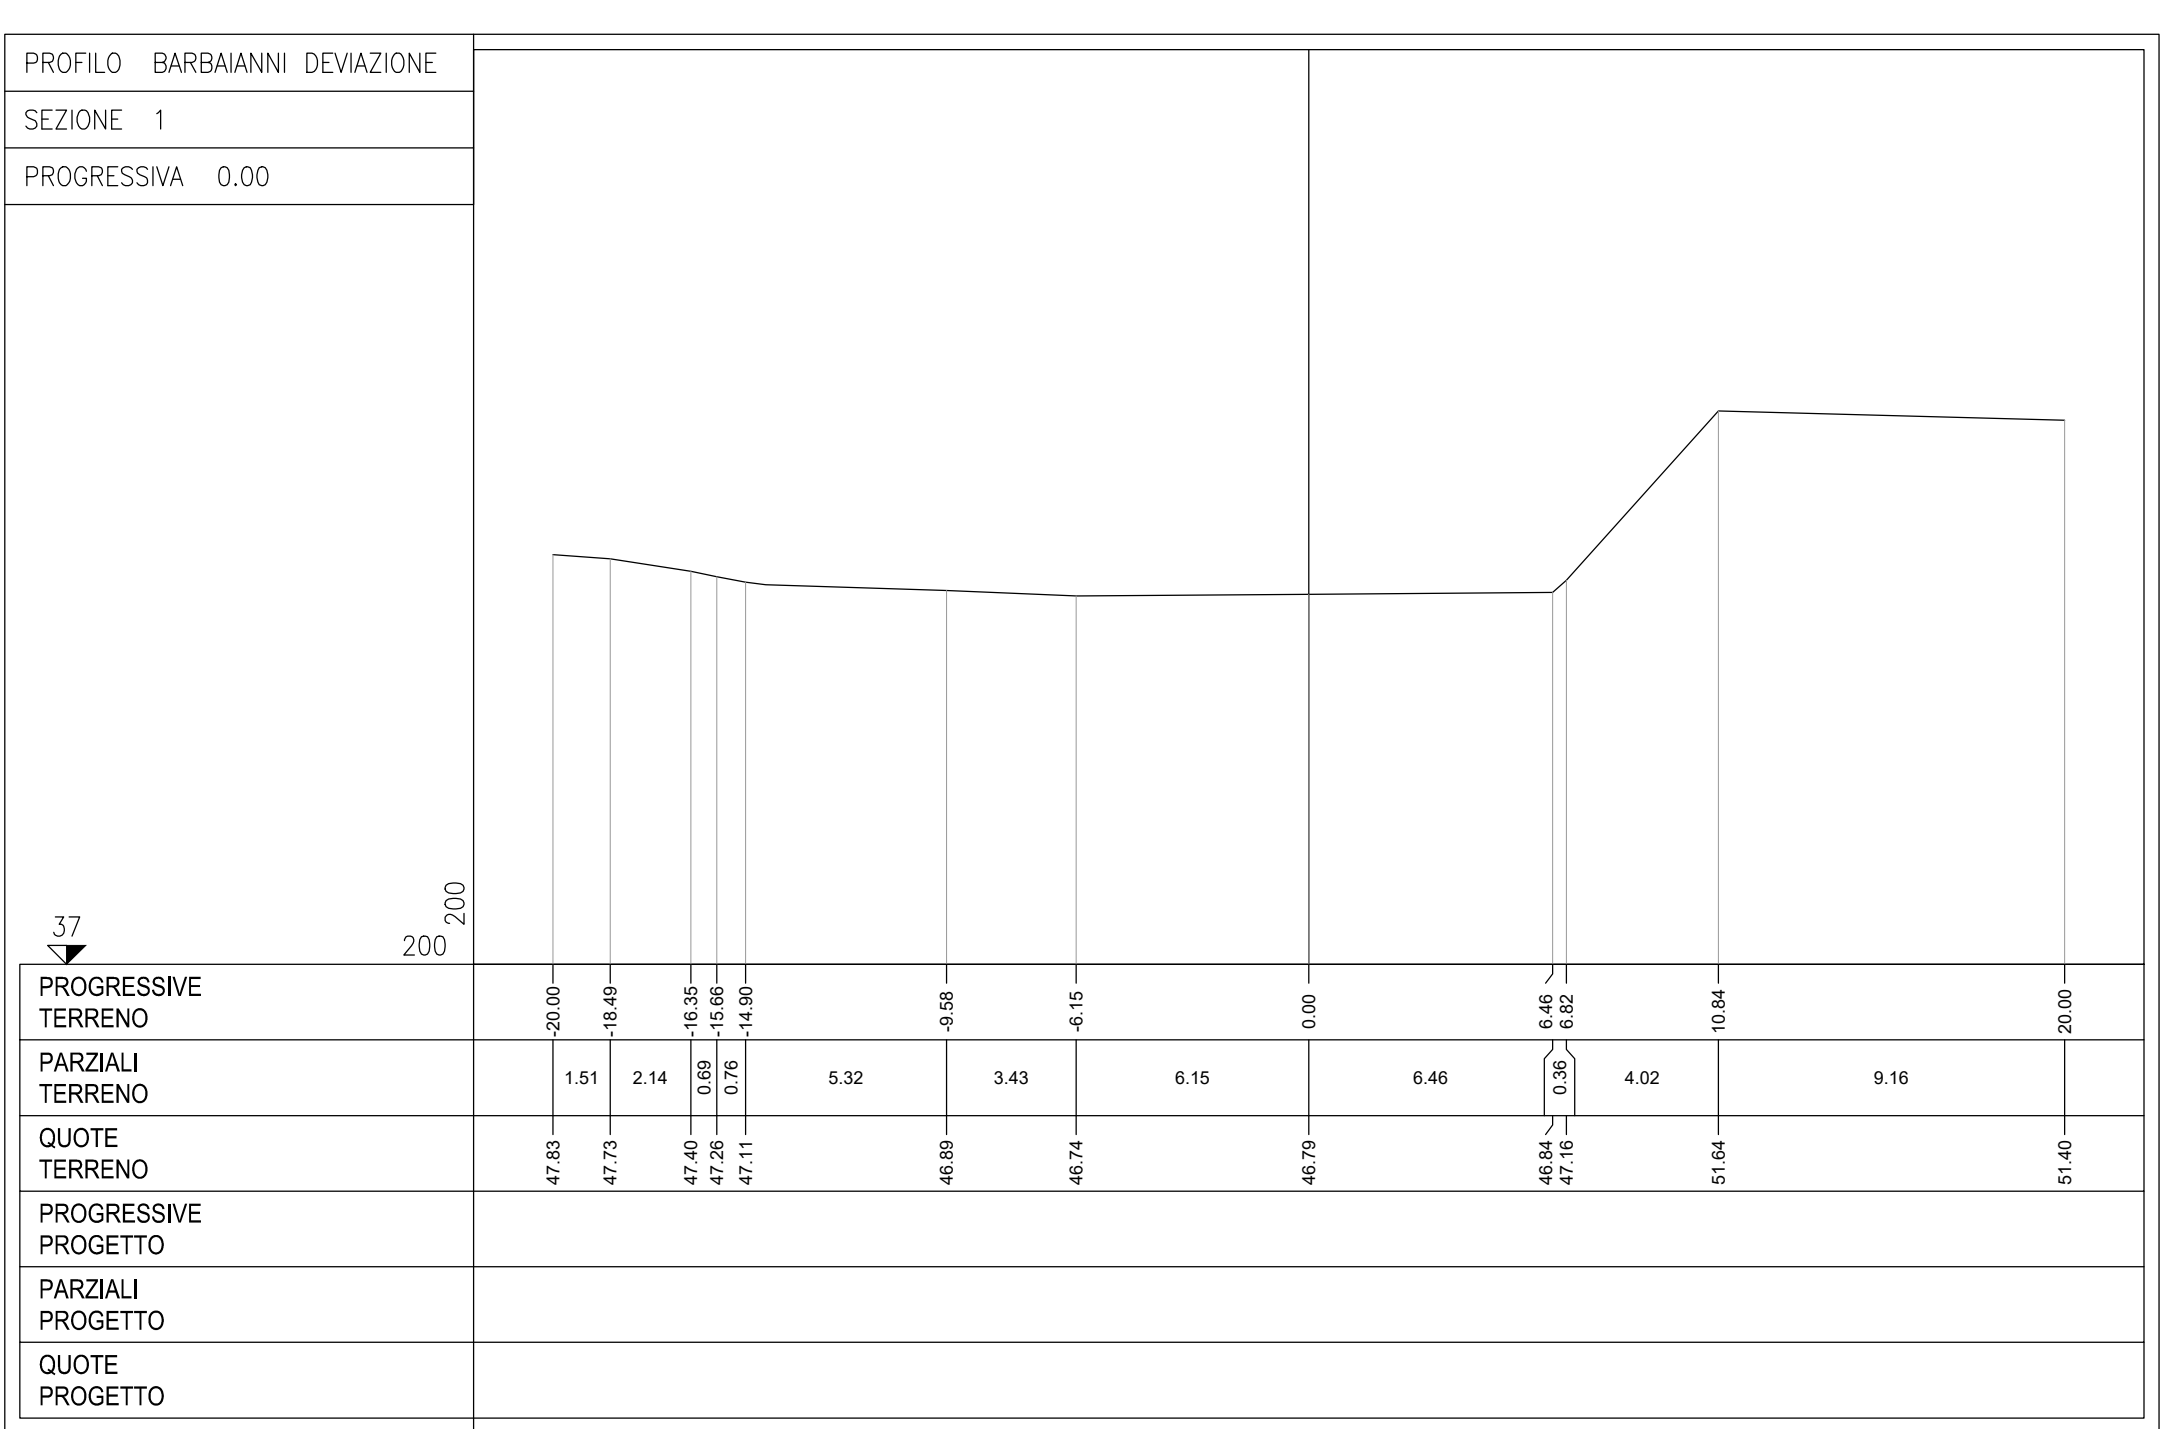 PROFILO BARBAIANNI DEVIAZIONE
SEZIONE 1
PROGRESSIVA 0.00
37
200
200
PROGRESSIVE
TERRENO
-20.00 -18.49 -16.35 -15.66 -14.90 -9.58 -6.15 0.00 6.46 6.82 10.84 20.00
PARZIALI
TERRENO
1.51 2.14 0.69 0.76 5.32 3.43 6.15 6.46 0.36 4.02 9.16
QUOTE
TERRENO
47.83 47.73 47.40 47.26 47.11 46.89 46.74 46.79 46.84 47.16 51.64 51.40
PROGRESSIVE
PROGETTO
PARZIALI
PROGETTO
QUOTE
PROGETTO